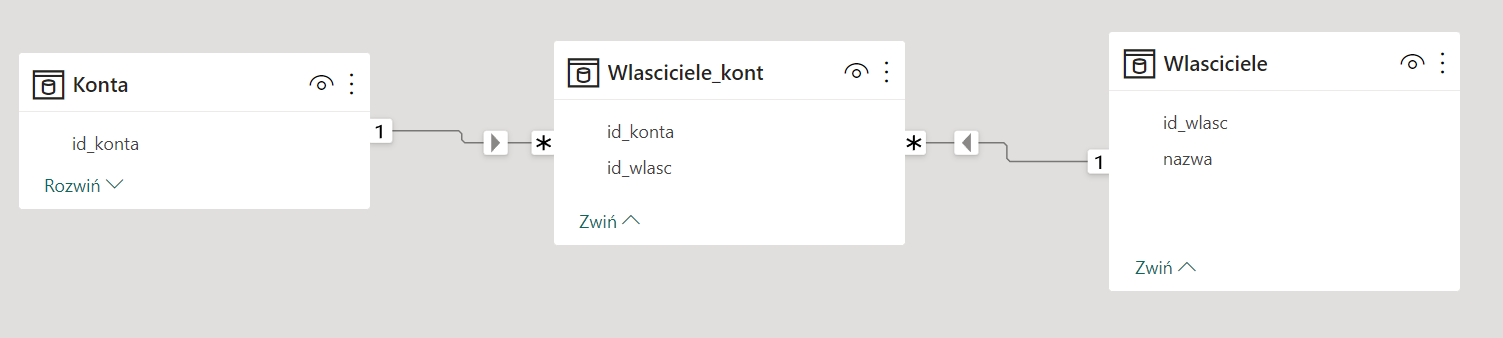 Konta
id_konta
Rozwiń
1
*
Wlasciciele_kont
id_konta
id_wlasc
Zwiń
*
1
Wlasciciele
id_wlasc
nazwa
Zwiń